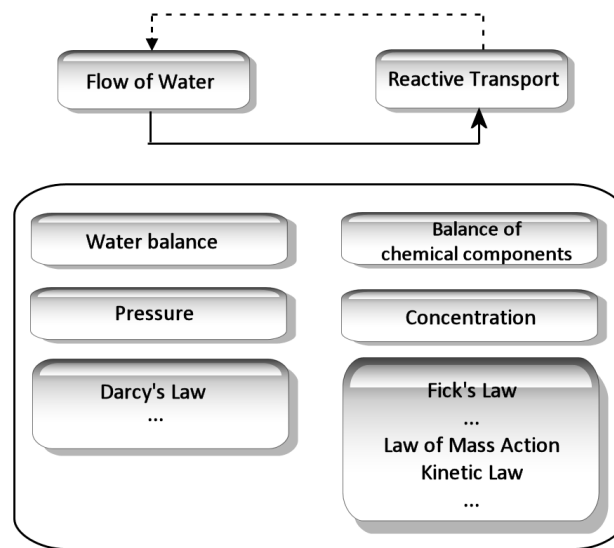 Flow of Water
Reactive Transport
Water balance
Balance of
chemical components
Pressure
Concentration
Darcy's Law
...
Fick's Law
...
Law of Mass Action
Kinetic Law
...